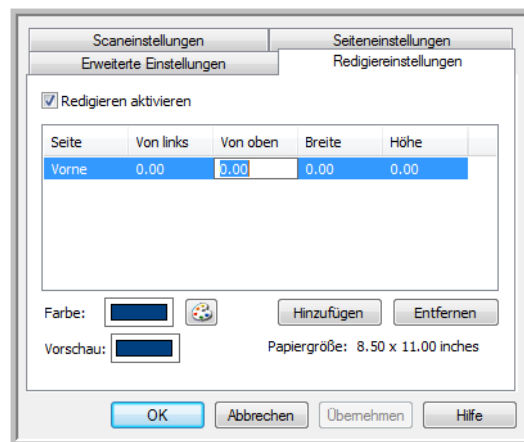 Scaneinstellungen Seiteneinstellungen
Erweiterte Einstellungen Redigiereinstellungen
Redigieren aktivieren
Seite Von links Von oben Breite Höhe
Vorne 0.00 0.00 0.00 0.00
Farbe: Hinzufügen Entfernen
Vorschau: Papiergröße: 8.50 x 11.00 inches
OK Abbrechen Übernehmen Hilfe